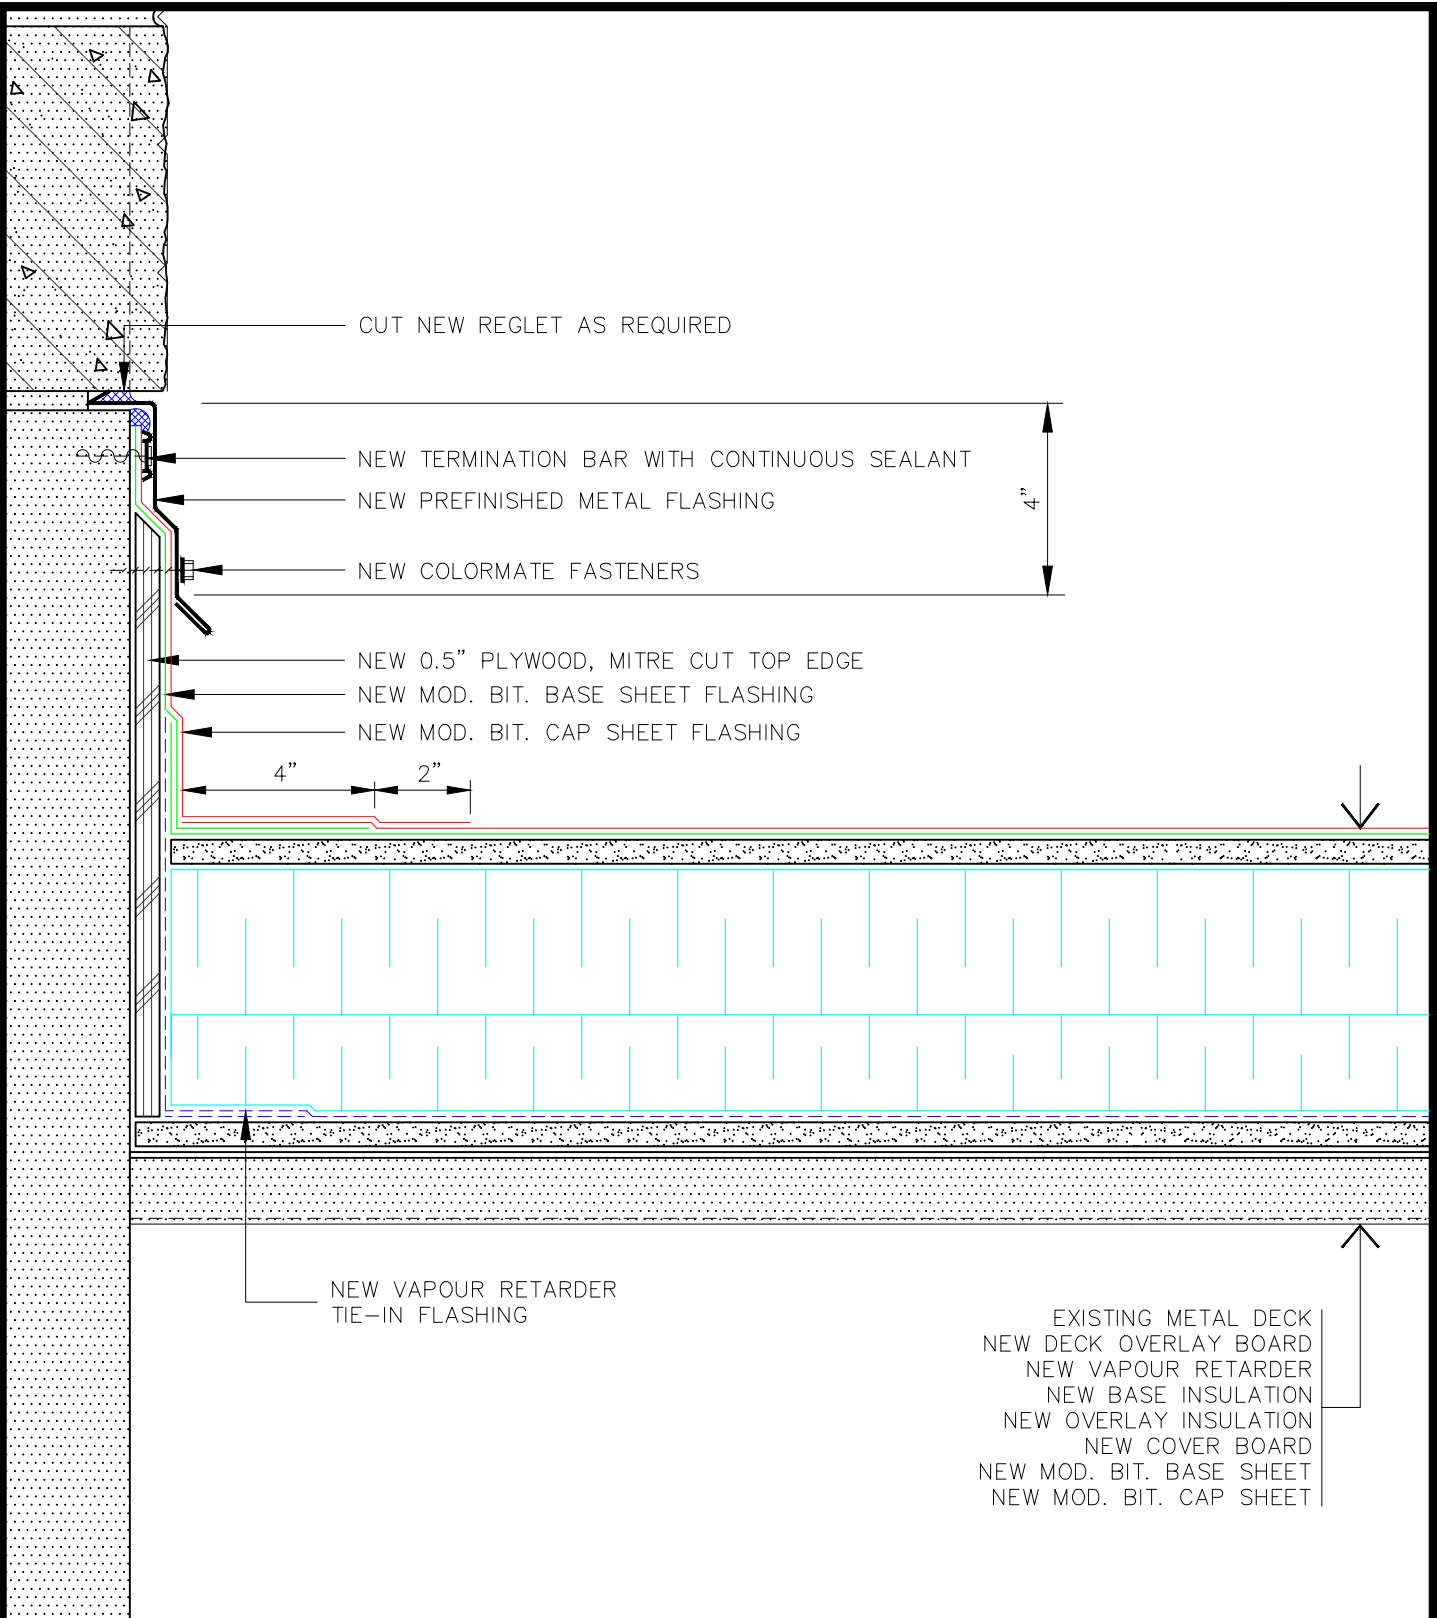 CUT NEW REGLET AS REQUIRED
NEW TERMINATION BAR WITH CONTINUOUS SEALANT
NEW PREFINISHED METAL FLASHING
4"
NEW COLORMATE FASTENERS
NEW 0.5" PLYWOOD, MITRE CUT TOP EDGE
NEW MOD. BIT. BASE SHEET FLASHING
NEW MOD. BIT. CAP SHEET FLASHING
4" 2"
NEW VAPOUR RETARDER
TIE-IN FLASHING
EXISTING METAL DECK
NEW DECK OVERLAY BOARD
NEW VAPOUR RETARDER
NEW BASE INSULATION
NEW OVERLAY INSULATION
NEW COVER BOARD
NEW MOD. BIT. BASE SHEET
NEW MOD. BIT. CAP SHEET